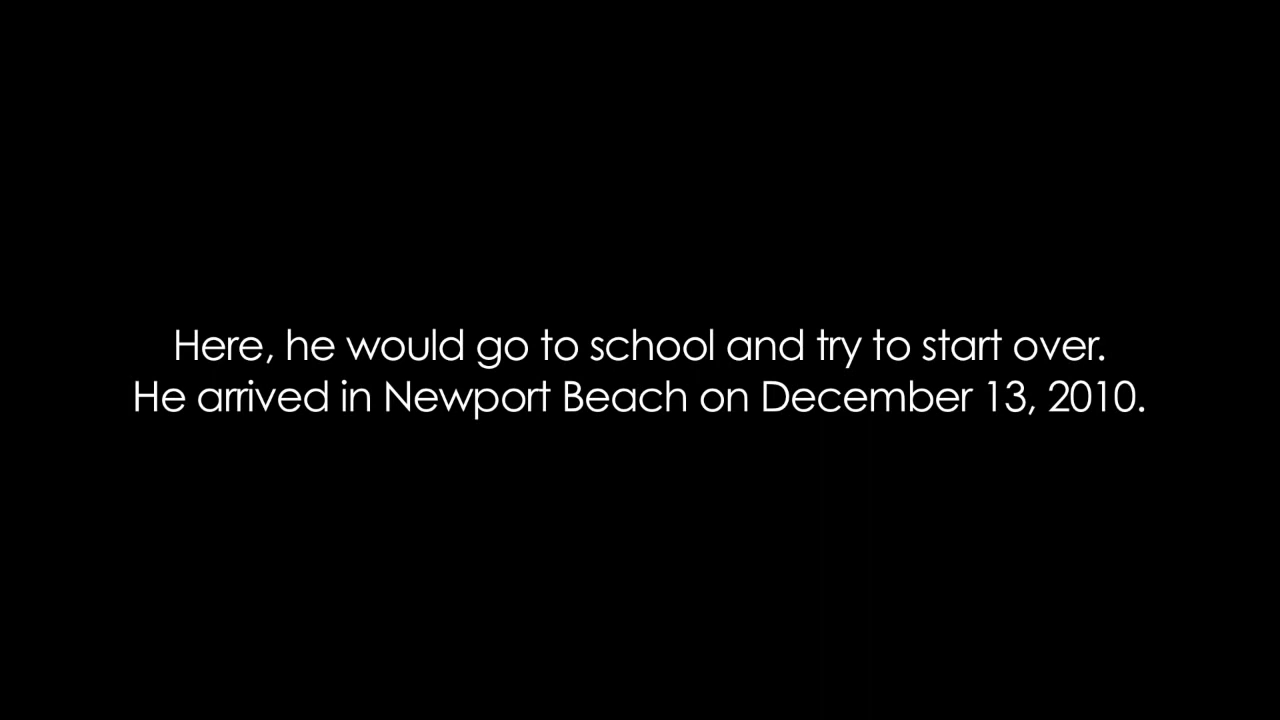 Here, he would go to school and try to start over.
He arrived in Newport Beach on December 13, 2010.